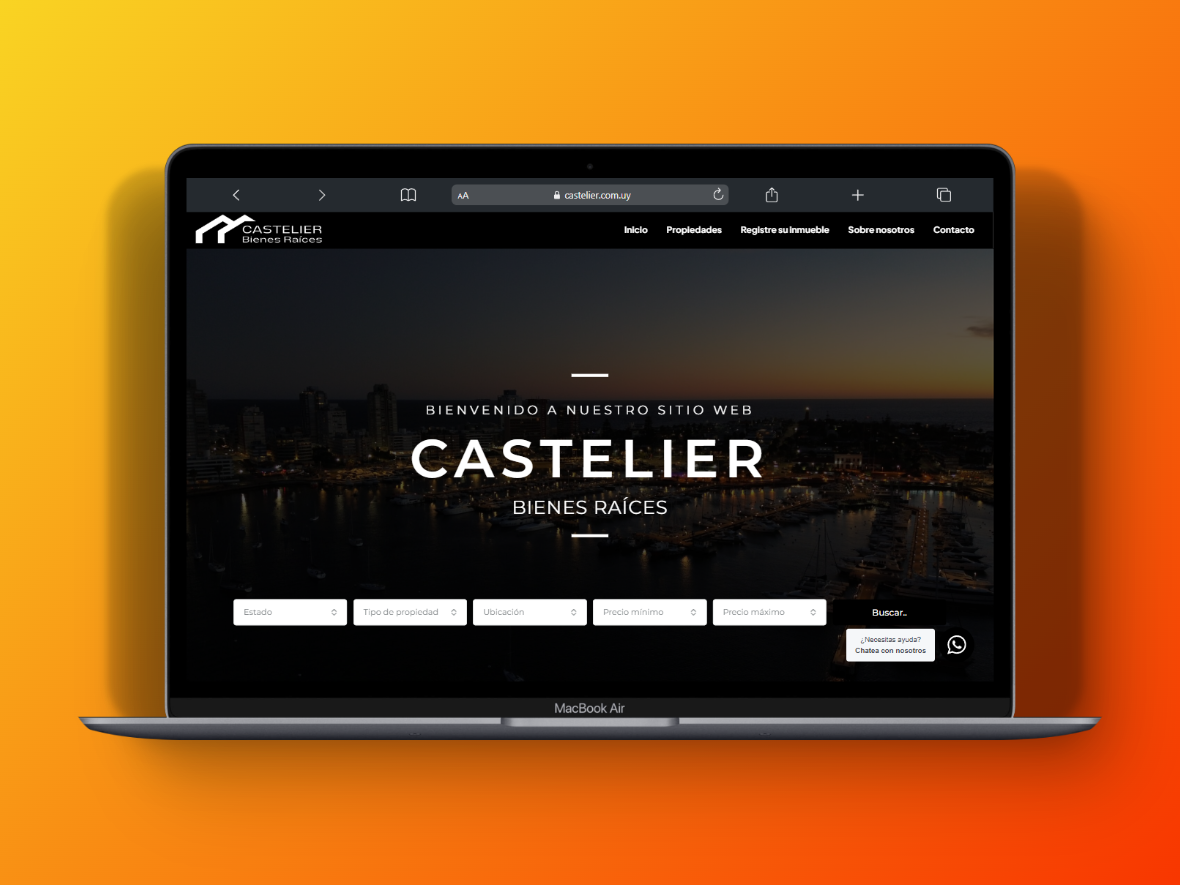 AA castelier.com.uy
CASTELIER
Bienes Raíces
Inicio Propiedades Registre su inmueble Sobre nosotros Contacto
BIENVENIDO A NUESTRO SITIO WEB
CASTELIER
BIENES RAÍCES
Estado Tipo de propiedad Ubicación Precio mínimo Precio máximo Buscar..
¿Necesitas ayuda?
Chatea con nosotros
MacBook Air